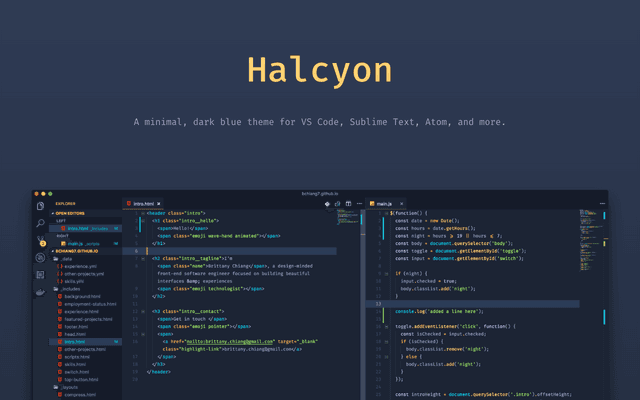 Halcyon
A minimal, dark blue theme for VS Code, Sublime Text, Atom, and more.
bchiang7.github.io
EXPLORER
OPEN EDITORS
LEFT
intro.html _includes
RIGHT
main.js _scripts
BCHIANG7.GITHUB.IO
_data
experience.yml
other-projects.yml
skills.yml
_includes
background.html
employment-status.html
experience.html
featured-projects.html
footer.html
head.html
intro.html
other-projects.html
scripts.html
skills.html
switch.html
top-button.html
_layouts
compress.html
intro.html
<header class="intro">
<h1 class="intro__hello">
<span>Hello!</span>
<span class="emoji wave-hand animated"></span>
</h1>
<h2 class="intro__tagline">I'm
<span class="name">Brittany Chiang</span>, a design-minded
front-end software engineer focused on building beautiful
interfaces &amp; experiences
<span class="emoji technologist"></span>
</h2>
<h3 class="intro__contact">
<span>Get in touch </span>
<span class="emoji pointer"></span>
<span>
<a href="mailto:brittany.chiang@gmail.com" target="_blank"
class="highlight-link">brittany.chiang@gmail.com</a>
</span>
</h3>
</header>
main.js
$(function() {
const date = new Date();
const hours = date.getHours();
const night = hours ≥ 19 || hours ≤ 7;
const body = document.querySelector('body');
const toggle = document.getElementById('toggle');
const input = document.getElementById('switch');
if (night) {
input.checked = true;
body.classList.add('night');
}
console.log('added a line here');
toggle.addEventListener('click', function() {
const isChecked = input.checked;
if (isChecked) {
body.classList.remove('night');
} else {
body.classList.add('night');
}
});
const introHeight = document.querySelector('.intro').offsetHeight;